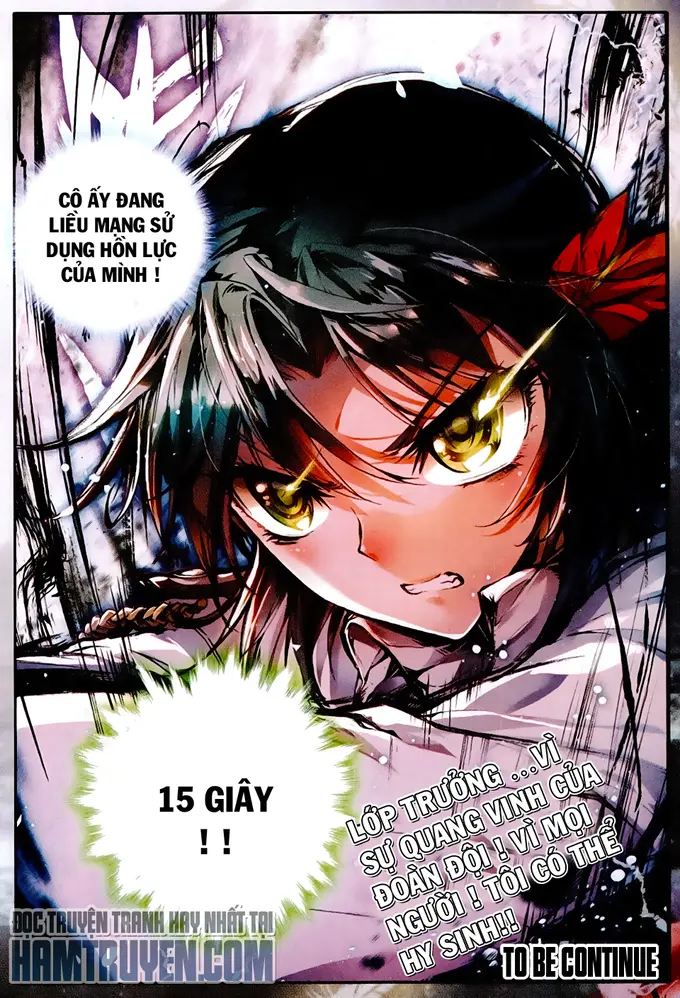 CÔ ẤY ĐANG
LIỀU MẠNG SỬ
DỤNG HỒN LỰC
CỦA MÌNH !
15 GIÂY
! !
LỚP TRƯỞNG ...VÌ
SỰ QUANG VINH CỦA
ĐOÀN ĐỘI ! VÌ MỌI
NGƯỜI ! TÔI CÓ THỂ
HY SINH!!
ĐỌC TRUYỆN TRANH HAY NHẤT TẠI
HAMTRUYEN.COM
TO BE CONTINUE